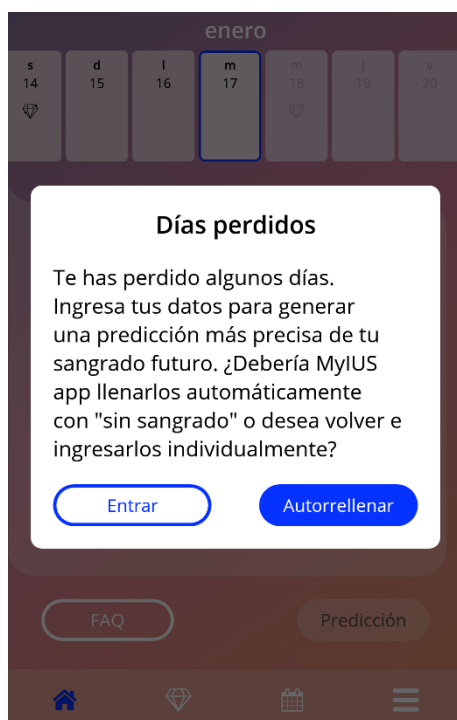 enero
s d l m m j v
14 15 16 17 18 19 20
Días perdidos
Te has perdido algunos días.
Ingresa tus datos para generar
una predicción más precisa de tu
sangrado futuro. ¿Debería MyIUS
app llenarlos automáticamente
con "sin sangrado" o desea volver e
ingresarlos individualmente?
Entrar Autorrellenar
FAQ Predicción